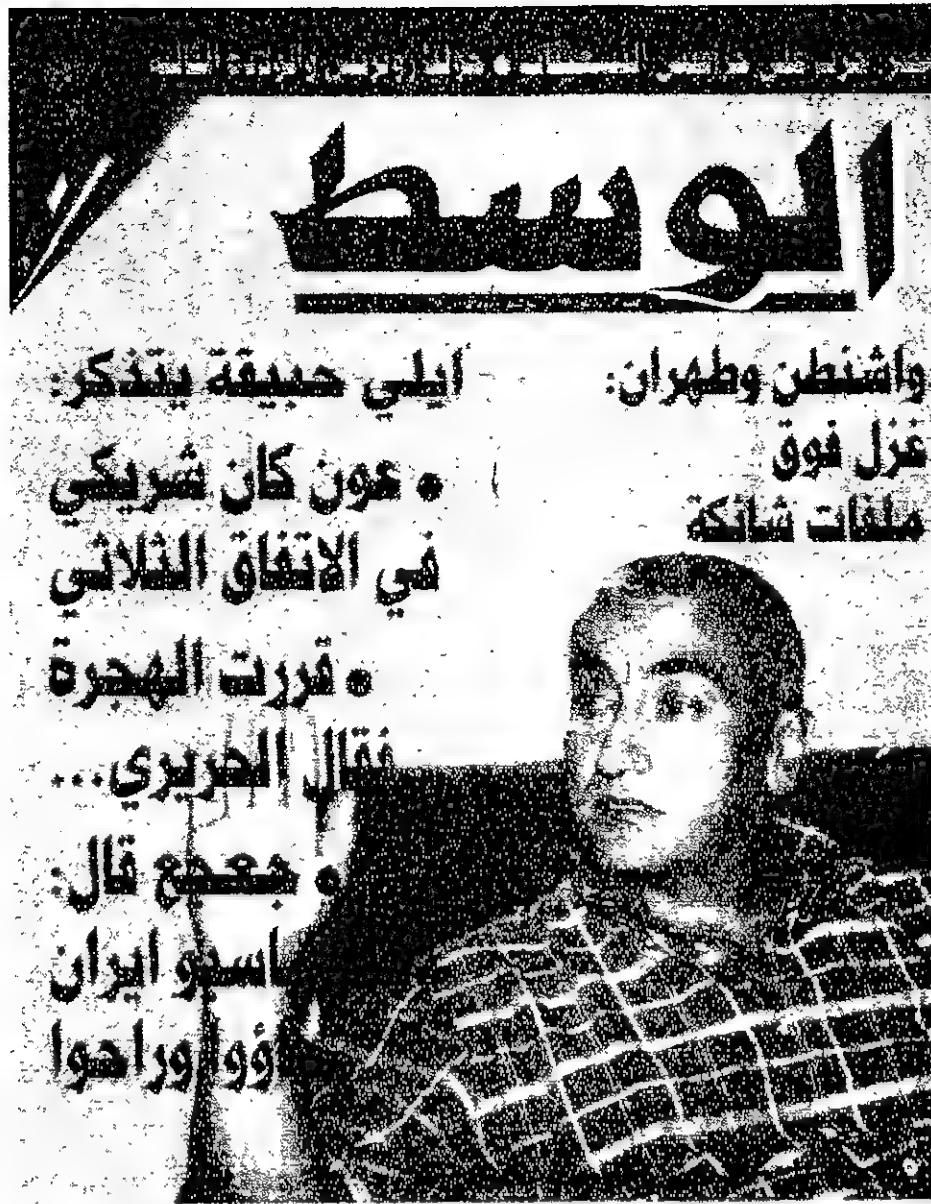 الوسط
واشنطن وطهران:
غزل فوق
ملفات شائكة
ايلي حبيقة يتذكر:
• عون كان شريكي
في الاتفاق الثلاثي
• قررت الهجرة
فقال الحريري...
• جعجع قال:
ايران
وراحوا